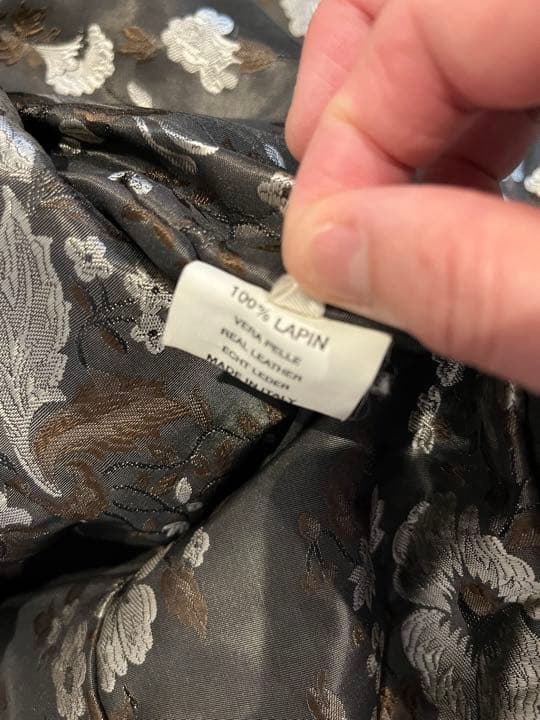 100% LAPIN
VERA PELLE
REAL LEATHER
ECHT LEDER
MADE IN ITALY